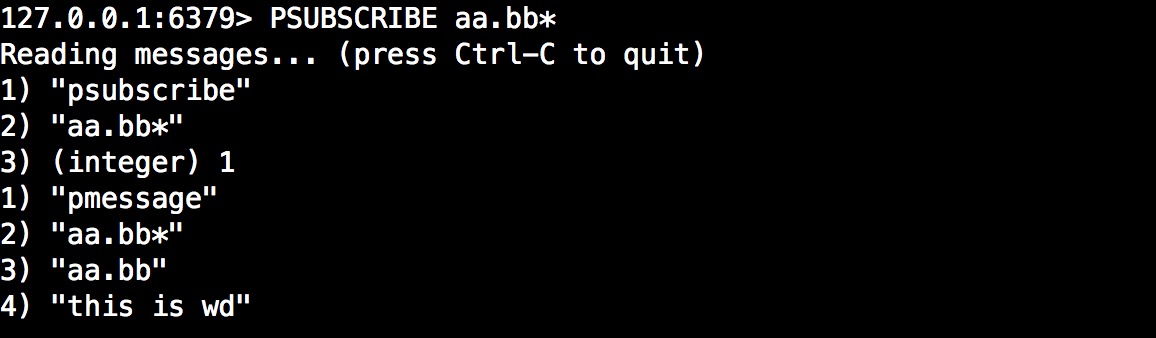 127.0.0.1:6379> PSUBSCRIBE aa.bb*
Reading messages... (press Ctrl-C to quit)
1) "psubscribe"
2) "aa.bb*"
3) (integer) 1
1) "pmessage"
2) "aa.bb*"
3) "aa.bb"
4) "this is wd"